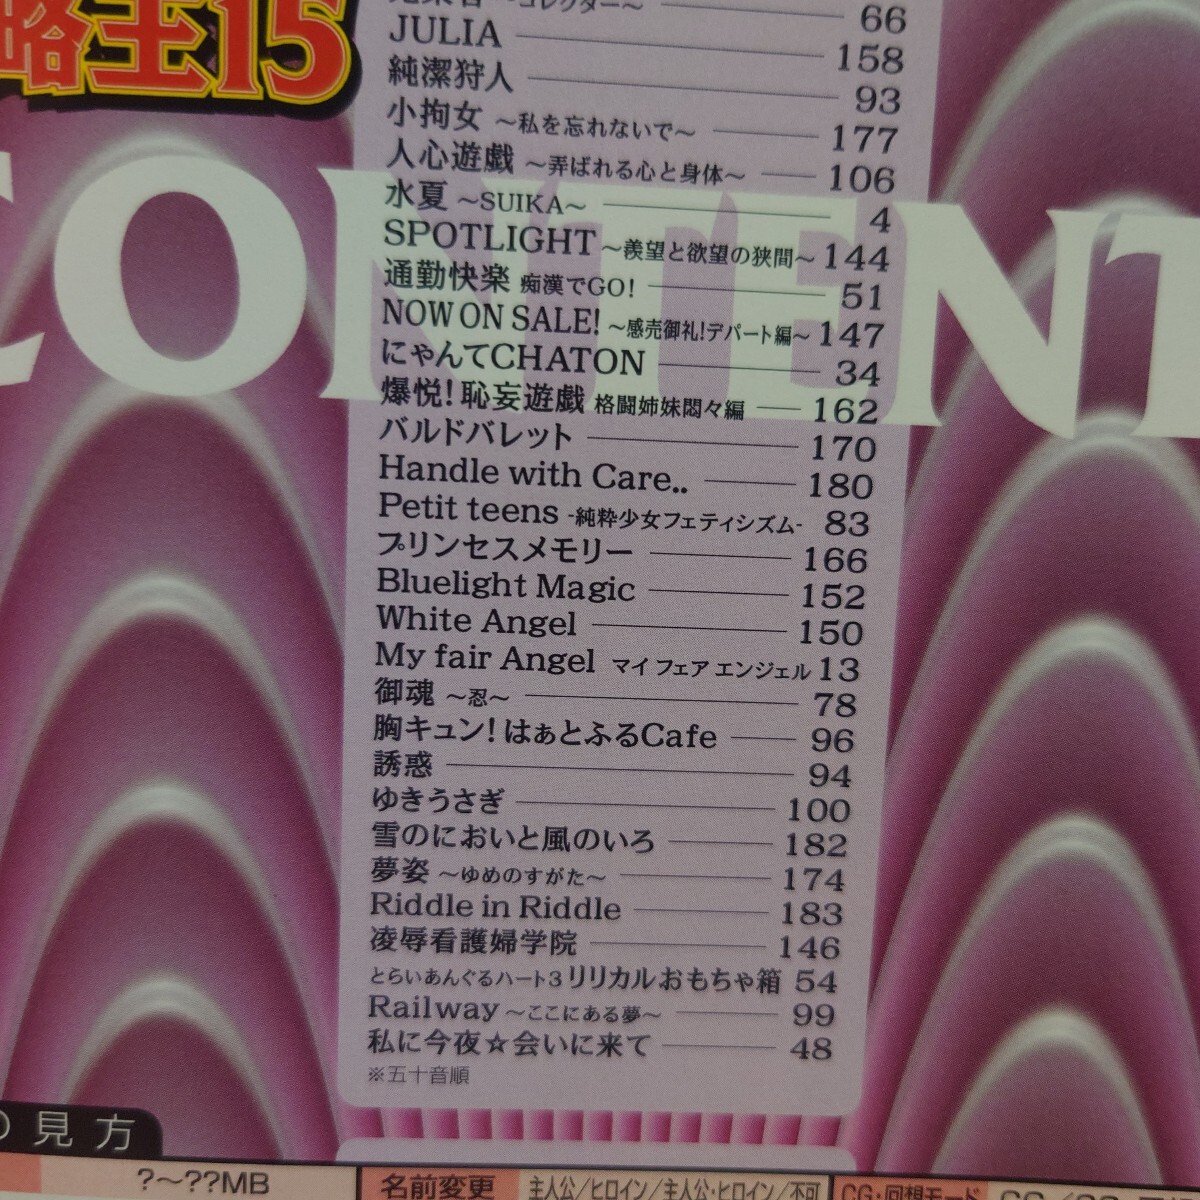 略王15
CONTENT
～コレクター～ 66
JULIA 158
純潔狩人 93
小拘女 ～私を忘れないで～ 177
人心遊戯 ～弄ばれる心と身体～ 106
水夏 ～SUIKA～ 4
SPOTLIGHT ～羨望と欲望の狭間～ 144
通勤快楽 痴漢でGO! 51
NOW ON SALE! ～感売御礼!デパート編～ 147
にゃんてCHATON 34
爆悦! 恥妄遊戯 格闘姉妹悶々編 162
バルドバレット 170
Handle with Care.. 180
Petit teens -純粋少女フェティシズム- 83
プリンセスメモリー 166
Bluelight Magic 152
White Angel 150
My fair Angel マイ フェア エンジェル 13
御魂 ～忍～ 78
胸キュン! はぁとふるCafe 96
誘惑 94
ゆきうさぎ 100
雪のにおいと風のいろ 182
夢姿 ～ゆめのすがた～ 174
Riddle in Riddle 183
凌辱看護婦学院 146
とらいあんぐるハート3 リリカルおもちゃ箱 54
Railway ～ここにある夢～ 99
私に今夜☆会いに来て 48
※五十音順
の見方
?～??MB
名前変更
主人公/ヒロイン/主人公・ヒロイン/不可
CG・回想モード